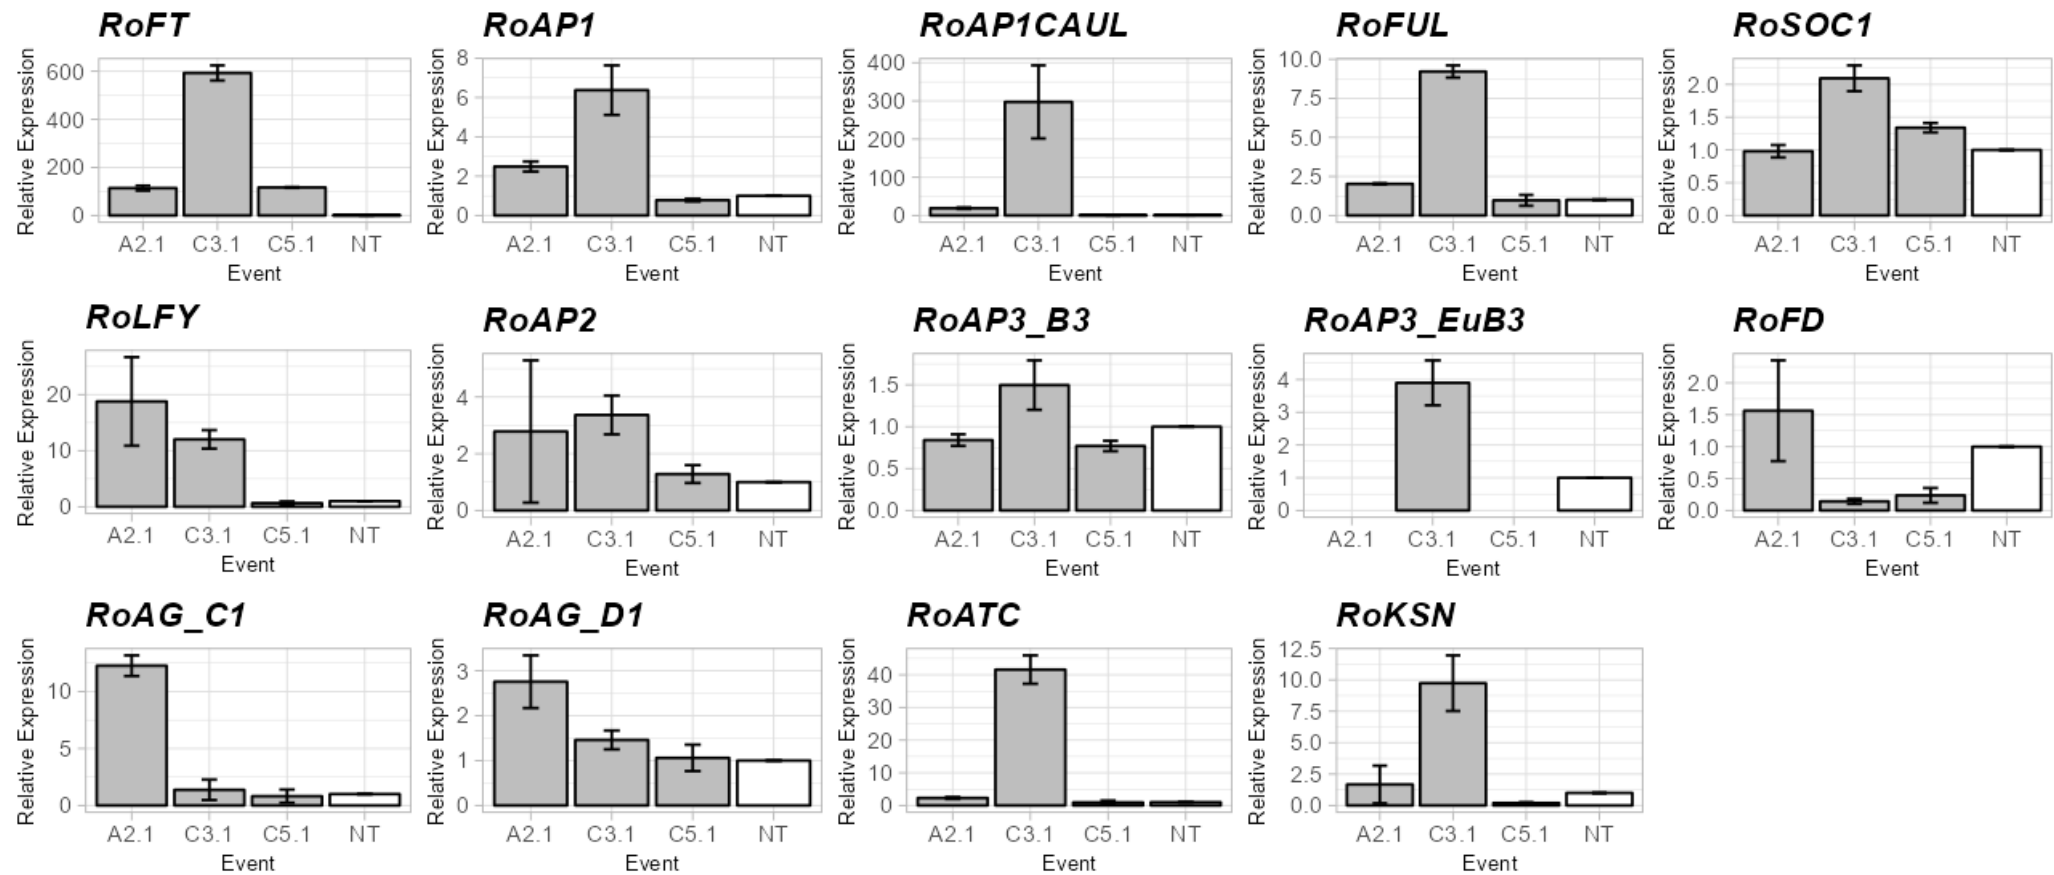 RoFT
Relative Expression
600
400
200
0
A2.1 C3.1 C5.1 NT
Event
RoAP1
Relative Expression
8
6
4
2
0
A2.1 C3.1 C5.1 NT
Event
RoAP1CAUL
Relative Expression
400
300
200
100
0
A2.1 C3.1 C5.1 NT
Event
RoFUL
Relative Expression
10.0
7.5
5.0
2.5
0.0
A2.1 C3.1 C5.1 NT
Event
RoSOC1
Relative Expression
2.0
1.5
1.0
0.5
0.0
A2.1 C3.1 C5.1 NT
Event
RoLFY
Relative Expression
20
10
0
A2.1 C3.1 C5.1 NT
Event
RoAP2
Relative Expression
4
2
0
A2.1 C3.1 C5.1 NT
Event
RoAP3_B3
Relative Expression
1.5
1.0
0.5
0.0
A2.1 C3.1 C5.1 NT
Event
RoAP3_EuB3
Relative Expression
4
3
2
1
0
A2.1 C3.1 C5.1 NT
Event
RoFD
Relative Expression
2.0
1.5
1.0
0.5
0.0
A2.1 C3.1 C5.1 NT
Event
RoAG_C1
Relative Expression
10
5
0
A2.1 C3.1 C5.1 NT
Event
RoAG_D1
Relative Expression
3
2
1
0
A2.1 C3.1 C5.1 NT
Event
RoATC
Relative Expression
40
30
20
10
0
A2.1 C3.1 C5.1 NT
Event
RoKSN
Relative Expression
12.5
10.0
7.5
5.0
2.5
0.0
A2.1 C3.1 C5.1 NT
Event